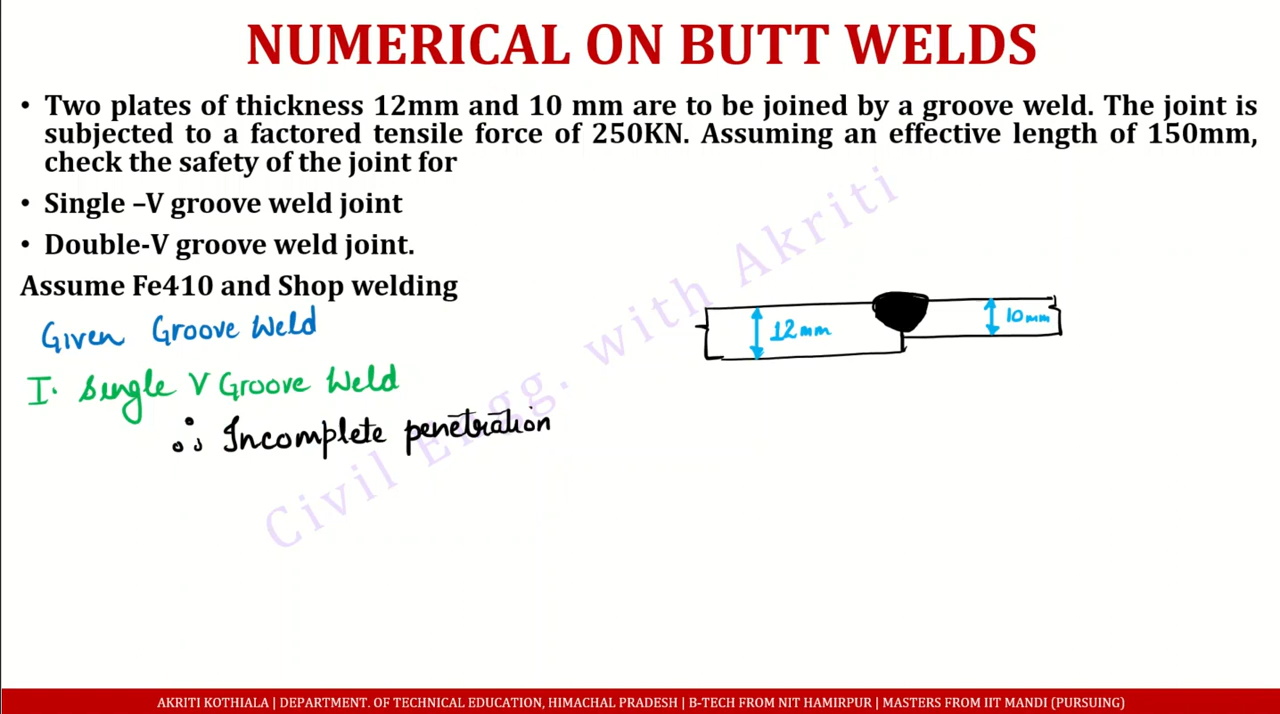 NUMERICAL ON BUTT WELDS
• Two plates of thickness 12mm and 10 mm are to be joined by a groove weld. The joint is
subjected to a factored tensile force of 250KN. Assuming an effective length of 150mm,
check the safety of the joint for
• Single –V groove weld joint
• Double-V groove weld joint.
Assume Fe410 and Shop welding
Given Groove Weld
I. Single V Groove Weld
∴ Incomplete penetration
12mm
10mm
Civil Engg. with Akriti
AKRITI KOTHIALA | DEPARTMENT. OF TECHNICAL EDUCATION, HIMACHAL PRADESH | B-TECH FROM NIT HAMIRPUR | MASTERS FROM IIT MANDI (PURSUING)